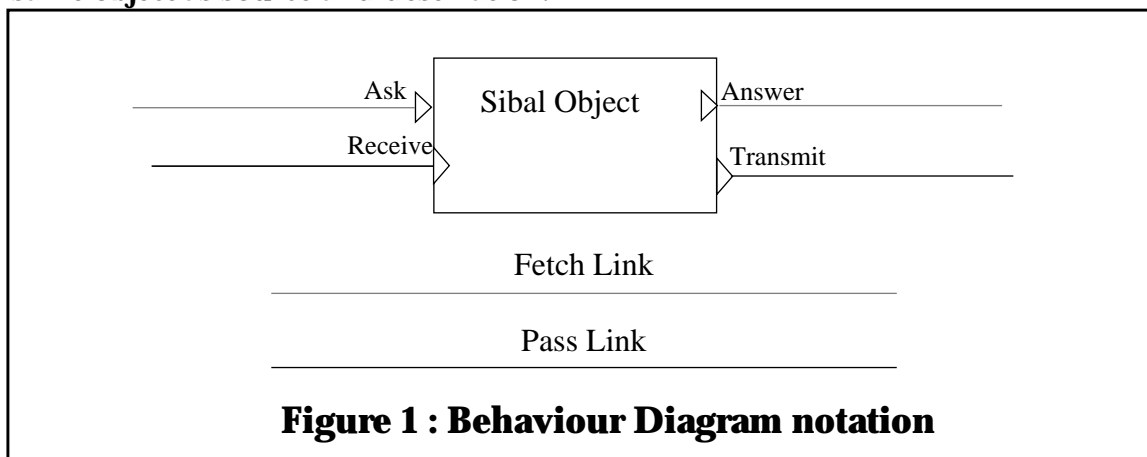 Ask
Sibal Object
Answer
Receive
Transmit
Fetch Link
Pass Link
Figure 1 : Behaviour Diagram notation